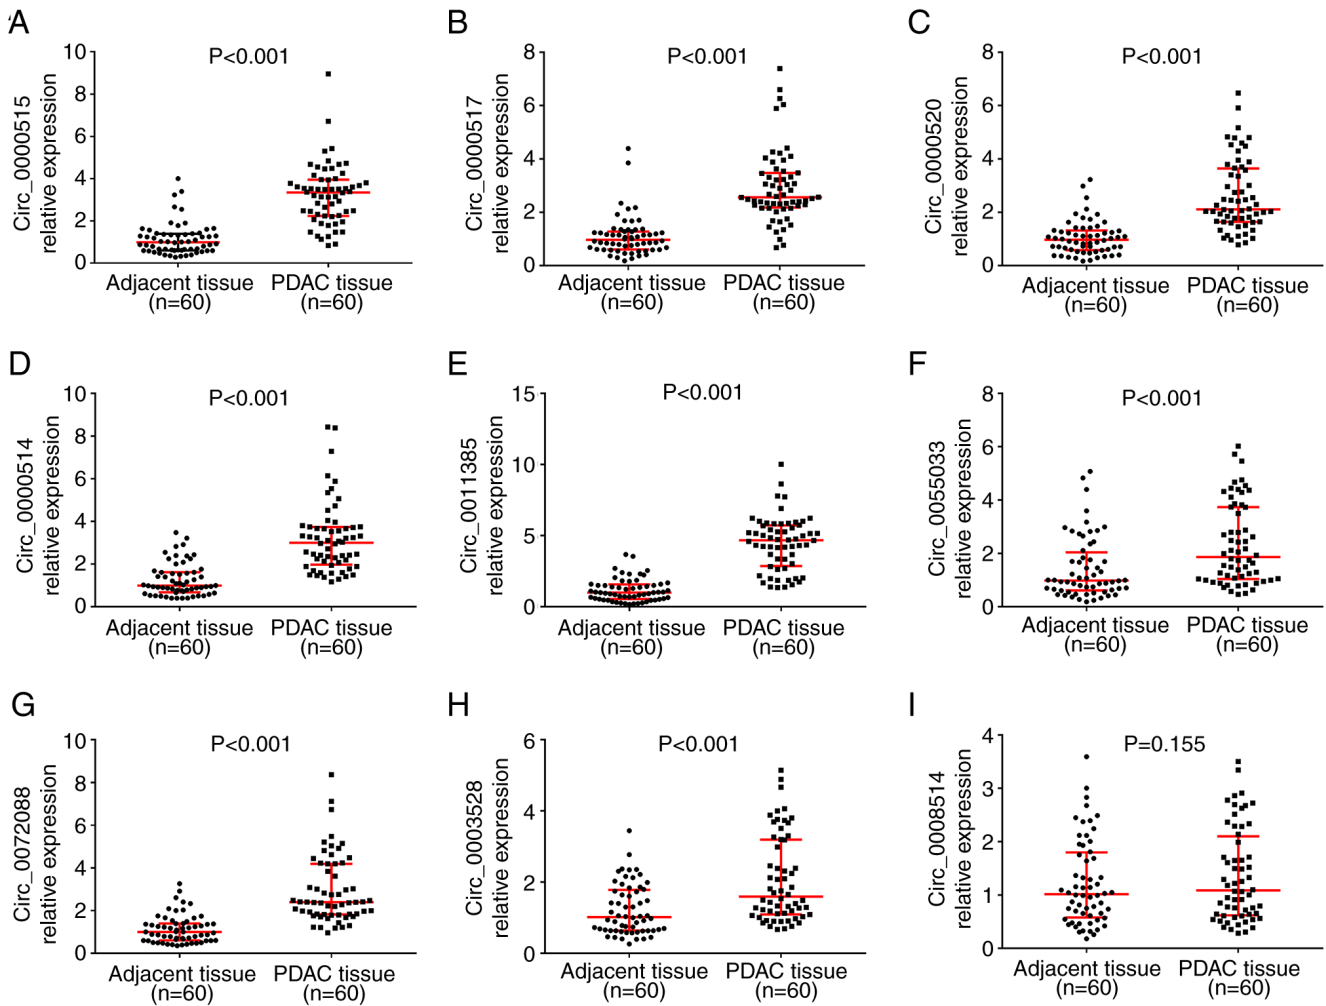 A
P<0.001
Circ_0000515
relative expression
10
8
6
4
2
0
Adjacent tissue
(n=60)
PDAC tissue
(n=60)
B
P<0.001
Circ_0000517
relative expression
8
6
4
2
0
Adjacent tissue
(n=60)
PDAC tissue
(n=60)
C
P<0.001
Circ_0000520
relative expression
8
6
4
2
0
Adjacent tissue
(n=60)
PDAC tissue
(n=60)
D
P<0.001
Circ_0000514
relative expression
10
8
6
4
2
0
Adjacent tissue
(n=60)
PDAC tissue
(n=60)
E
P<0.001
Circ_0011385
relative expression
15
10
5
0
Adjacent tissue
(n=60)
PDAC tissue
(n=60)
F
P<0.001
Circ_0055033
relative expression
8
6
4
2
0
Adjacent tissue
(n=60)
PDAC tissue
(n=60)
G
P<0.001
Circ_0072088
relative expression
10
8
6
4
2
0
Adjacent tissue
(n=60)
PDAC tissue
(n=60)
H
P<0.001
Circ_0003528
relative expression
6
4
2
0
Adjacent tissue
(n=60)
PDAC tissue
(n=60)
I
P=0.155
Circ_0008514
relative expression
4
3
2
1
0
Adjacent tissue
(n=60)
PDAC tissue
(n=60)